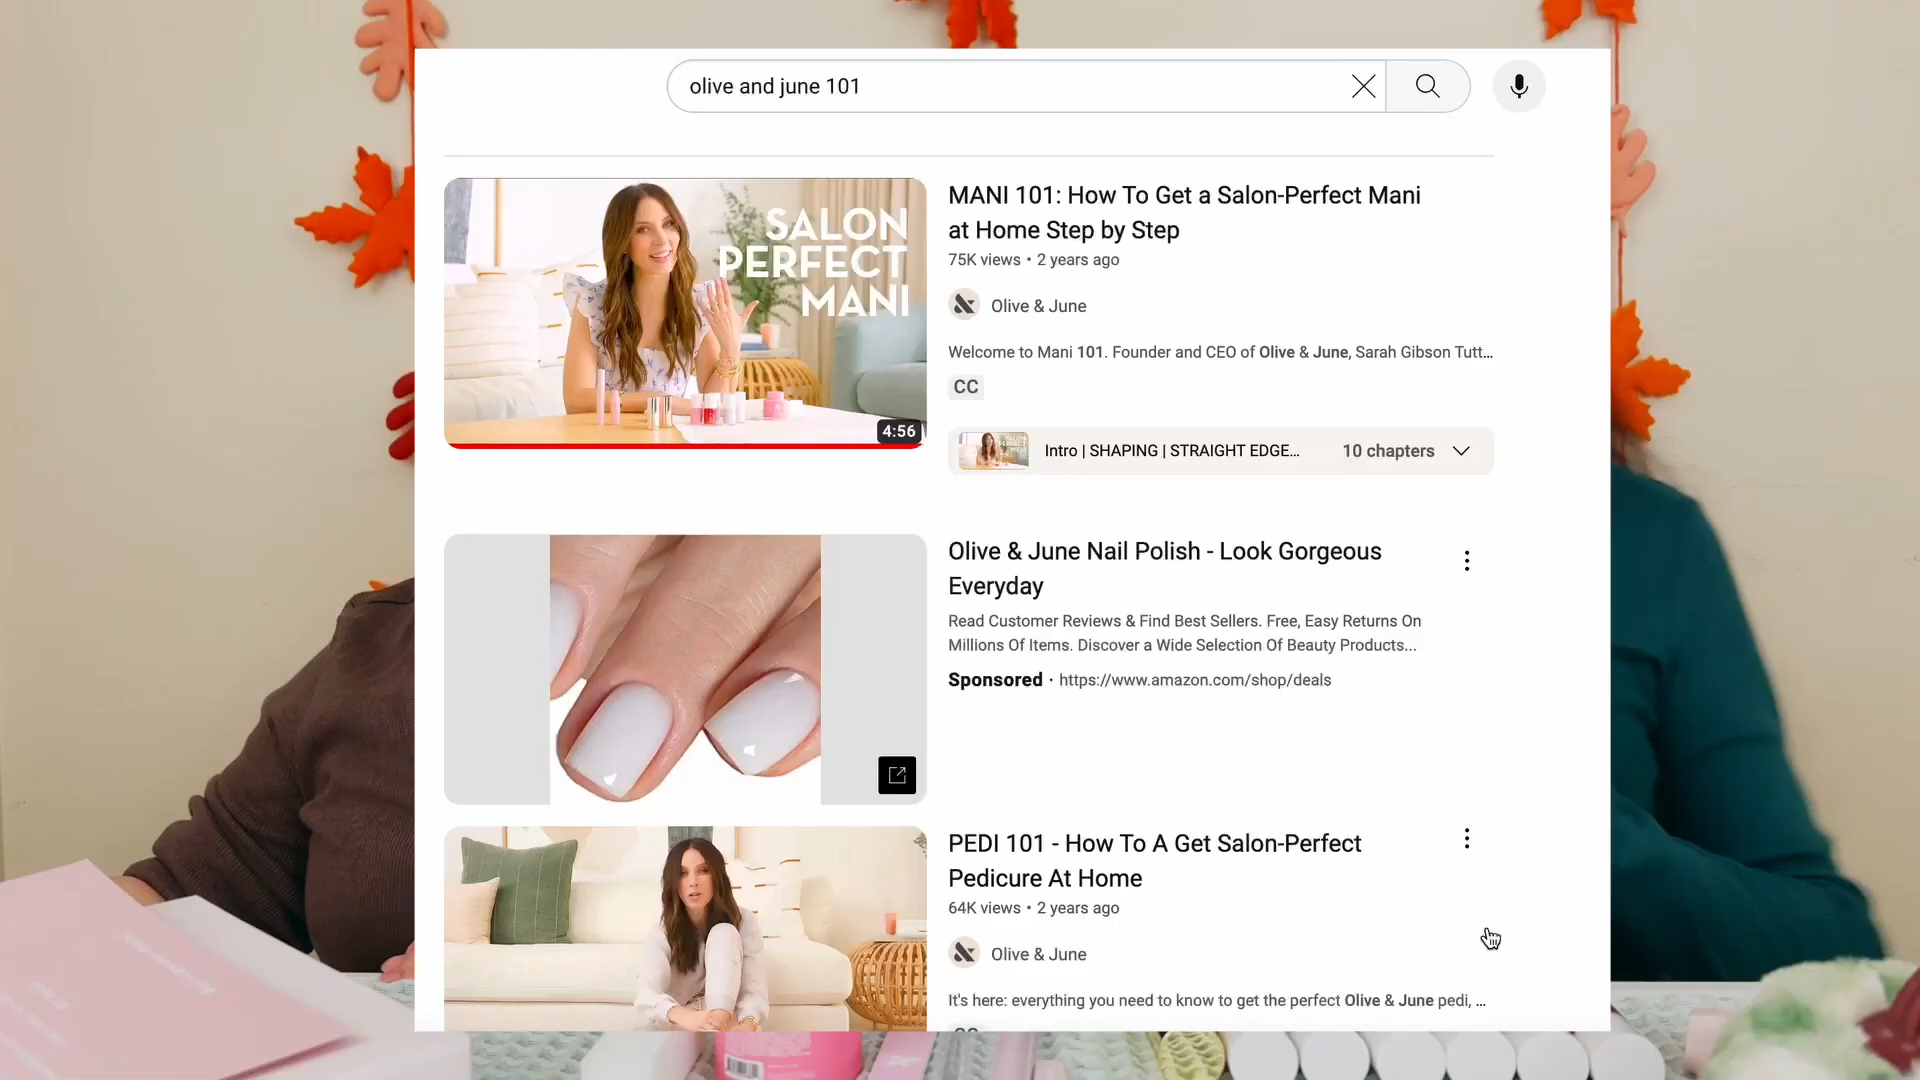 olive and june 101
SALON
PERFECT
MANI
4:56
MANI 101: How To Get a Salon-Perfect Mani
at Home Step by Step
75K views • 2 years ago
Olive & June
Welcome to Mani 101. Founder and CEO of Olive & June, Sarah Gibson Tutt...
CC
Intro | SHAPING | STRAIGHT EDGE...
10 chapters
Olive & June Nail Polish - Look Gorgeous
Everyday
Read Customer Reviews & Find Best Sellers. Free, Easy Returns On
Millions Of Items. Discover a Wide Selection Of Beauty Products...
Sponsored · https://www.amazon.com/shop/deals
PEDI 101 - How To A Get Salon-Perfect
Pedicure At Home
64K views • 2 years ago
Olive & June
It's here: everything you need to know to get the perfect Olive & June pedi, ...